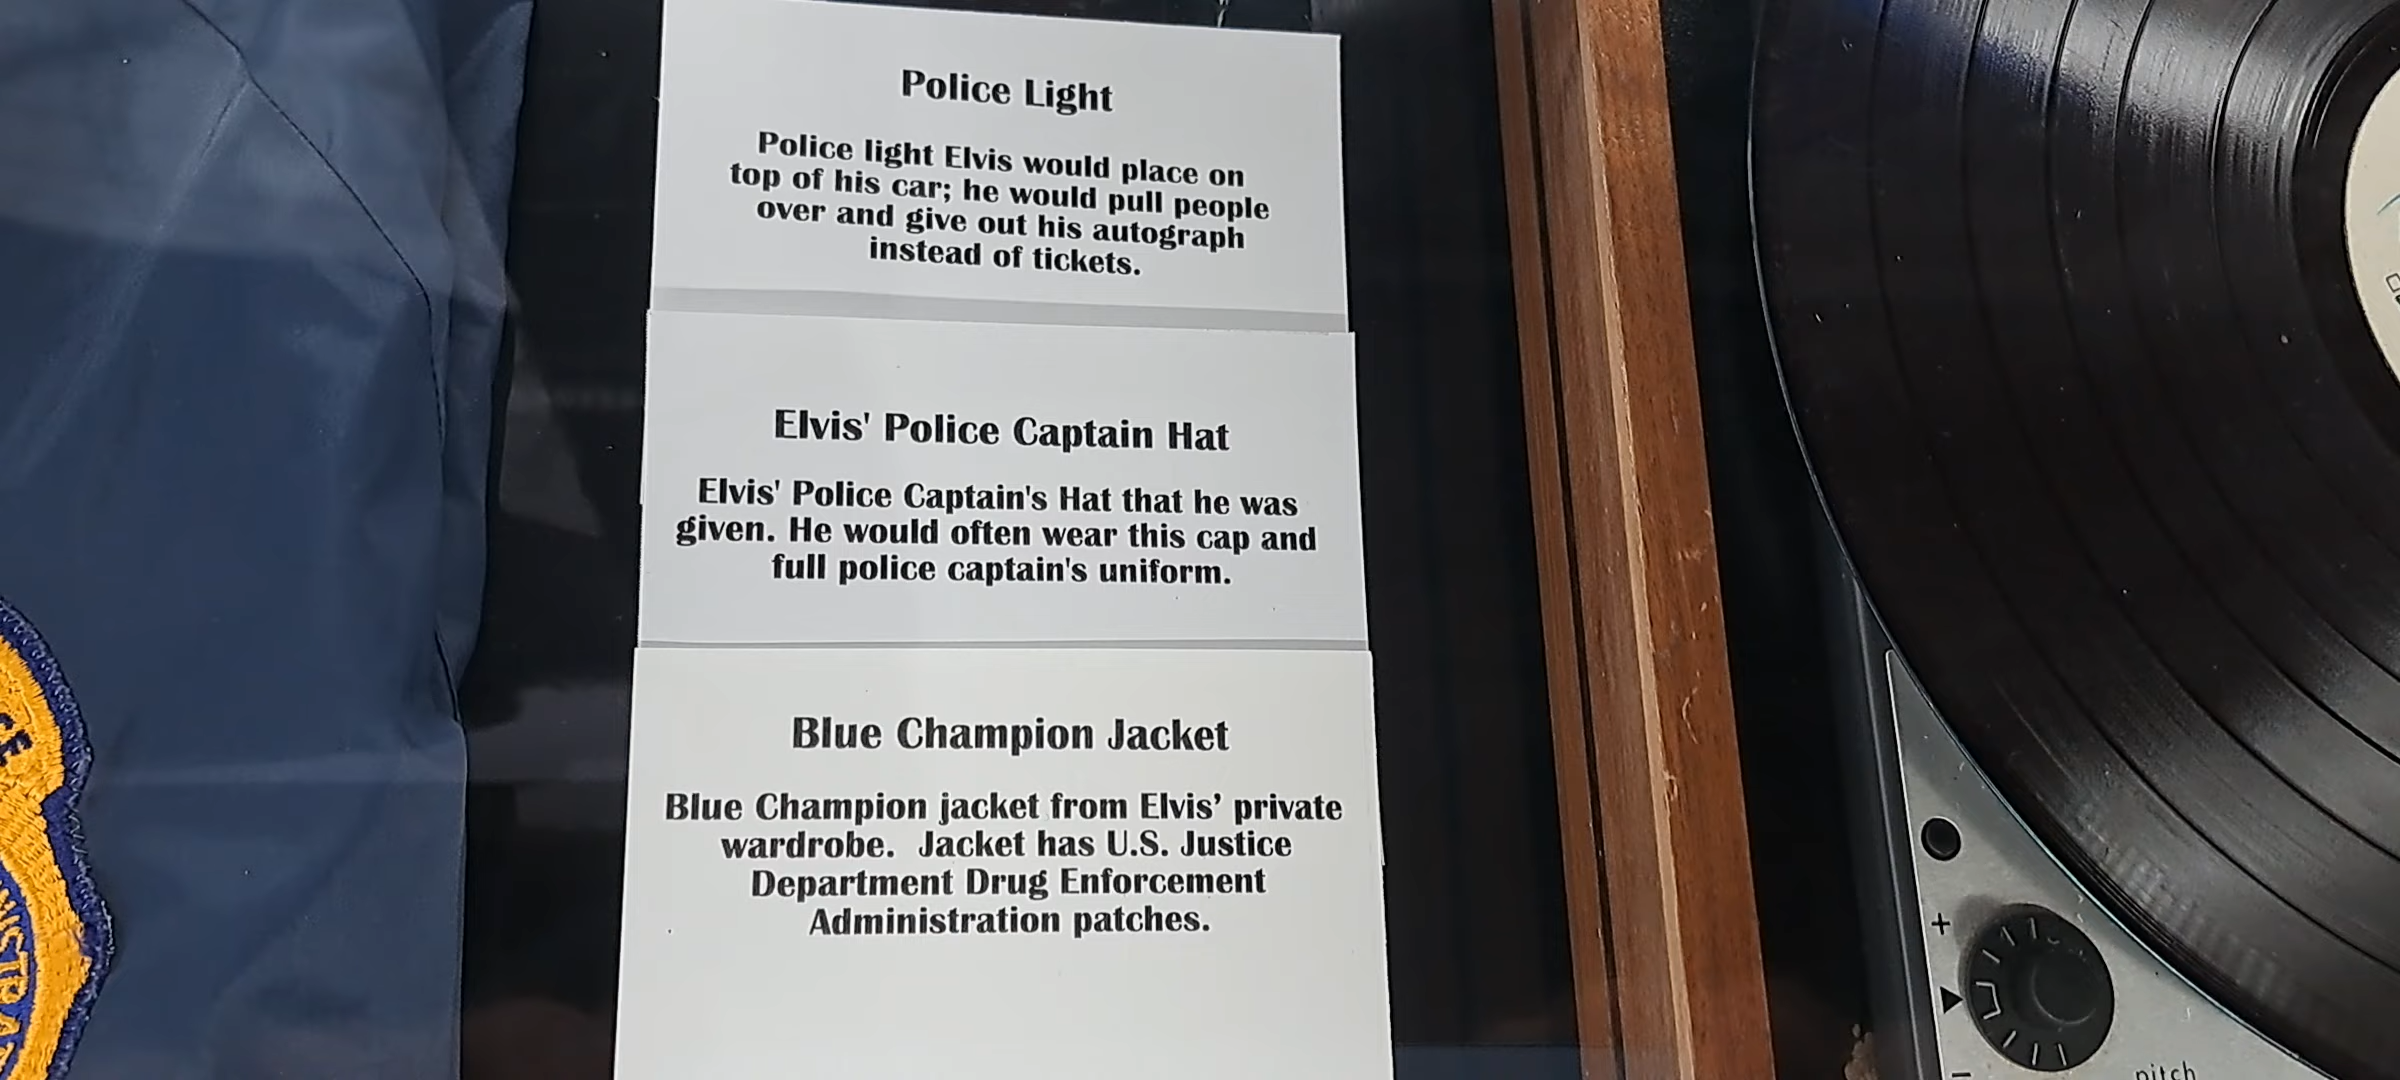 Police Light
Police light Elvis would place on
top of his car; he would pull people
over and give out his autograph
instead of tickets.
Elvis' Police Captain Hat
Elvis' Police Captain's Hat that he was
given. He would often wear this cap and
full police captain's uniform.
Blue Champion Jacket
Blue Champion jacket from Elvis’ private
wardrobe. Jacket has U.S. Justice
Department Drug Enforcement
Administration patches.
+
pitch